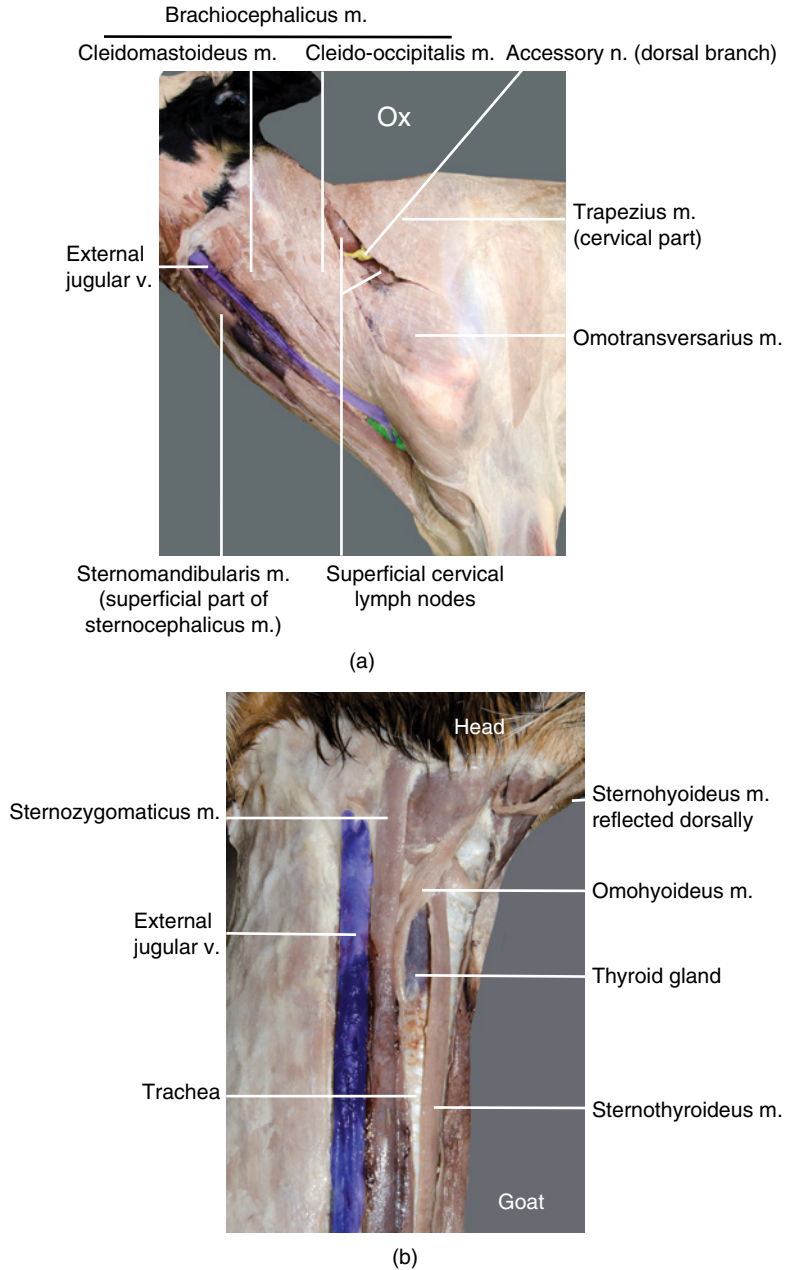 Brachiocephalicus m.
Cleidomastoideus m.
Cleido-occipitalis m.
Accessory n. (dorsal branch)
Ox
Trapezius m.
(cervical part)
External
jugular v.
Omotransversarius m.
Sternomandibularis m.
(superficial part of
sternocephalicus m.)
Superficial cervical
lymph nodes
(a)
Head
Sternozygomaticus m.
Sternohyoideus m.
reflected dorsally
Omohyoideus m.
External
jugular v.
Thyroid gland
Trachea
Sternothyroideus m.
Goat
(b)